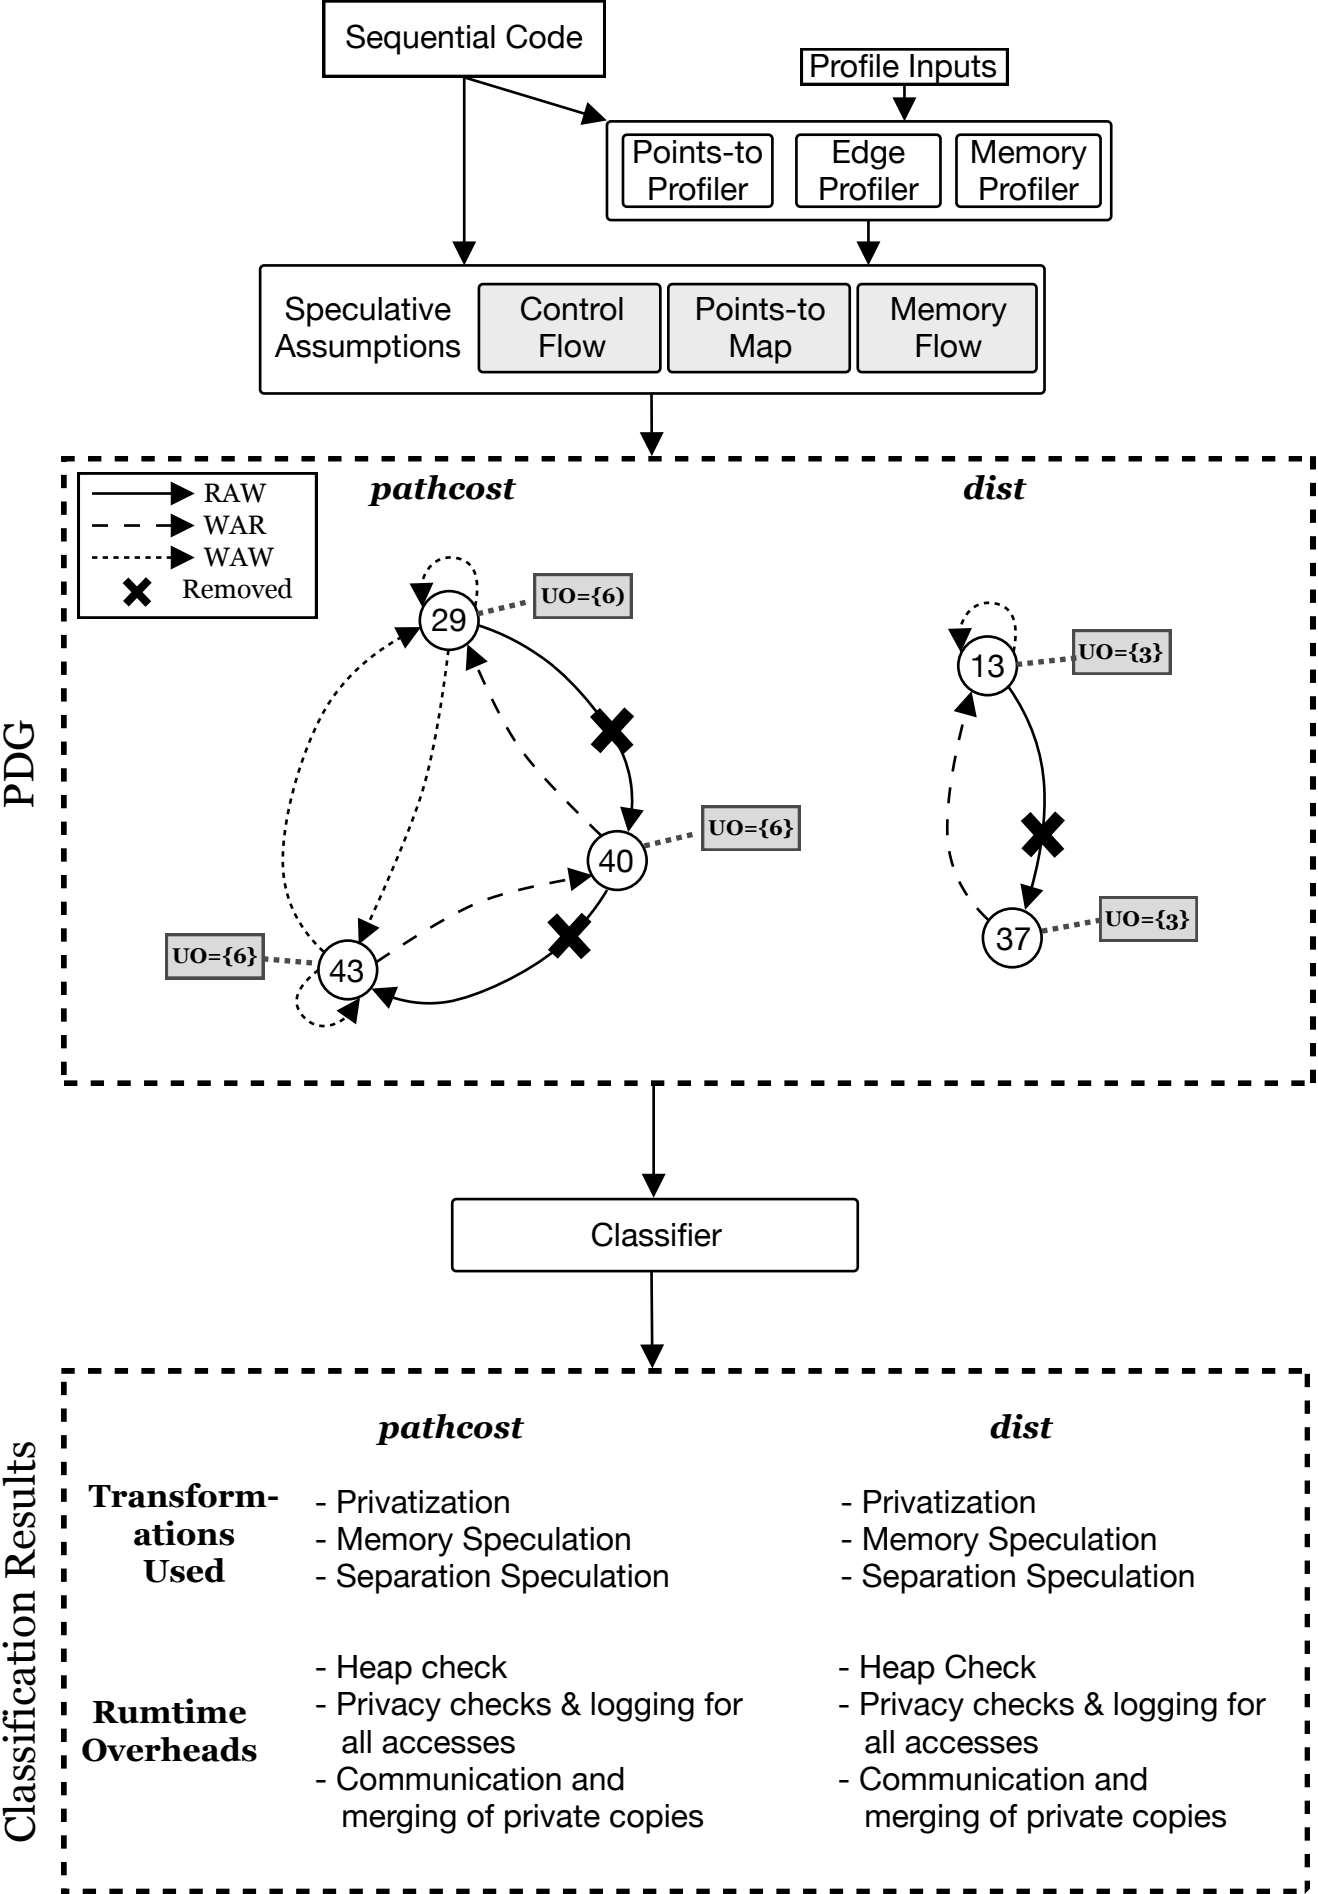 Sequential Code
Profile Inputs
Points-to
Profiler
Edge
Profiler
Memory
Profiler
Speculative
Assumptions
Control
Flow
Points-to
Map
Memory
Flow
PDG
RAW
WAR
WAW
Removed
pathcost
dist
29
UO={6)
13
UO={3}
40
UO={6}
43
UO={6}
37
UO={3}
Classifier
Classification Results
pathcost
dist
Transform-
ations
Used
- Privatization
- Memory Speculation
- Separation Speculation
- Privatization
- Memory Speculation
- Separation Speculation
Rumtime
Overheads
- Heap check
- Privacy checks & logging for
all accesses
- Communication and
merging of private copies
- Heap Check
- Privacy checks & logging for
all accesses
- Communication and
merging of private copies